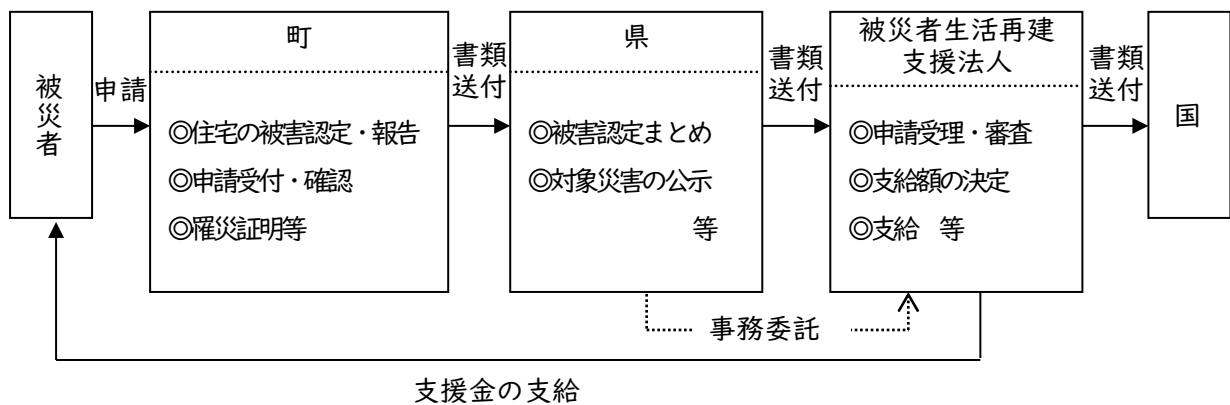 被災者
申請
町
◎住宅の被害認定・報告
◎申請受付・確認
◎罹災証明等
書類
送付
県
◎被害認定まとめ
◎対象災害の公示
等
書類
送付
被災者生活再建
支援法人
◎申請受理・審査
◎支給額の決定
◎支給　等
書類
送付
国
事務委託
支援金の支給